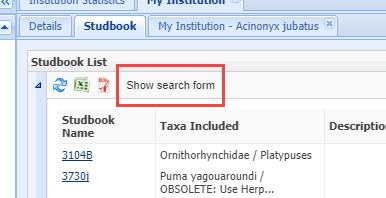 Institution Statistics My Institution
Details Studbook My Institution - Acinonyx jubatus
Studbook List
Show search form
Studbook Name Taxa Included Description
3104B Ornithorhynchidae / Platypuses
3730j Puma yagouaroundi / OBSOLETE: Use Herp...